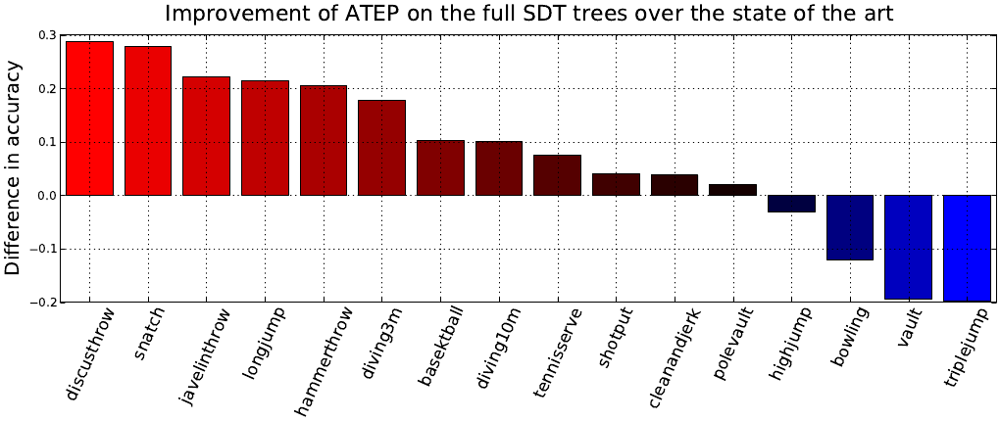 Improvement of ATEP on the full SDT trees over the state of the art
Difference in accuracy
0.3
0.2
0.1
0.0
−0.1
−0.2
discusthrow
snatch
javelinthrow
longjump
hammerthrow
diving3m
basektball
diving10m
tennisserve
shotput
cleanandjerk
polevault
highjump
bowling
vault
triplejump